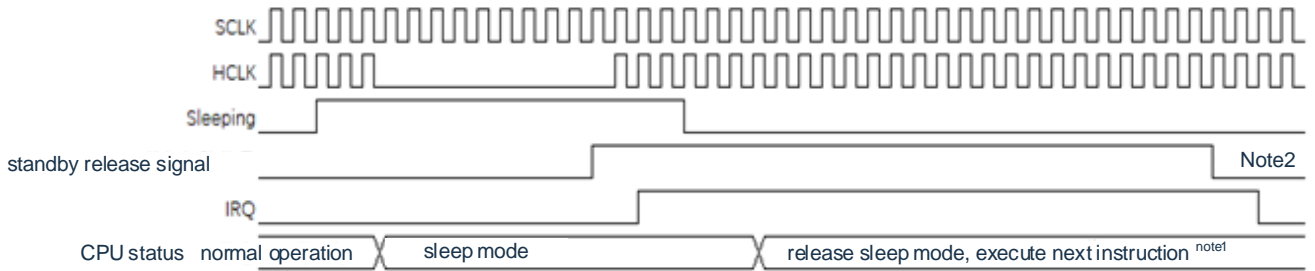 SCLK
HCLK
Sleeping
standby release signal Note2
IRQ
CPU status normal operation sleep mode release sleep mode, execute next instruction note1